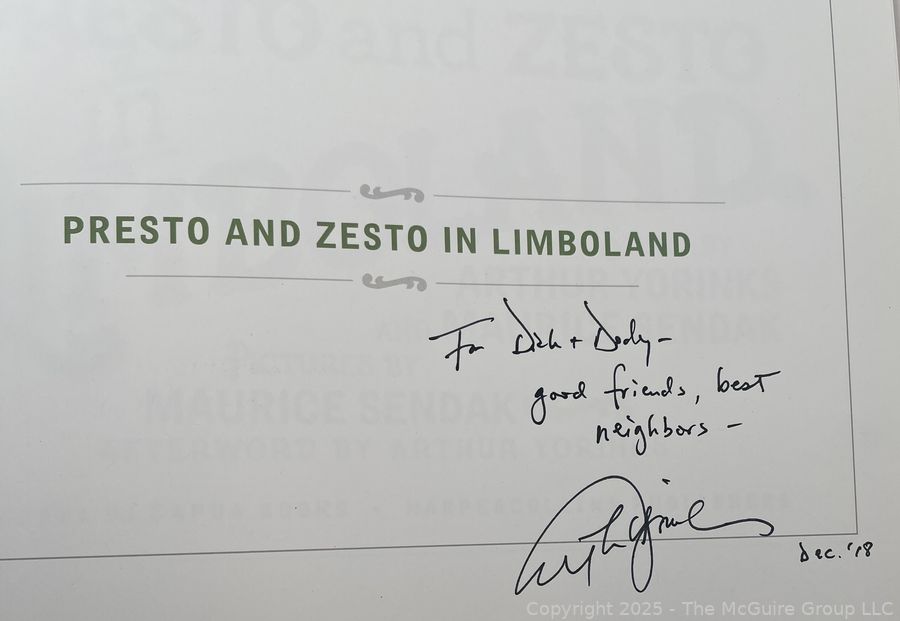 PRESTO AND ZESTO IN LIMBOLAND
For Dick + Dody –
good friends, best
neighbors –
Dec. '18
Copyright 2025 - The McGuire Group LLC